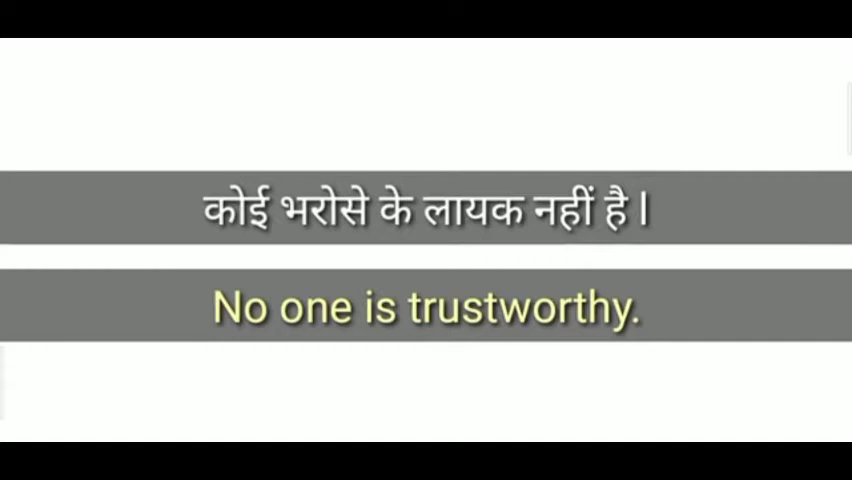 कोई भरोसे के लायक नहीं है |
No one is trustworthy.